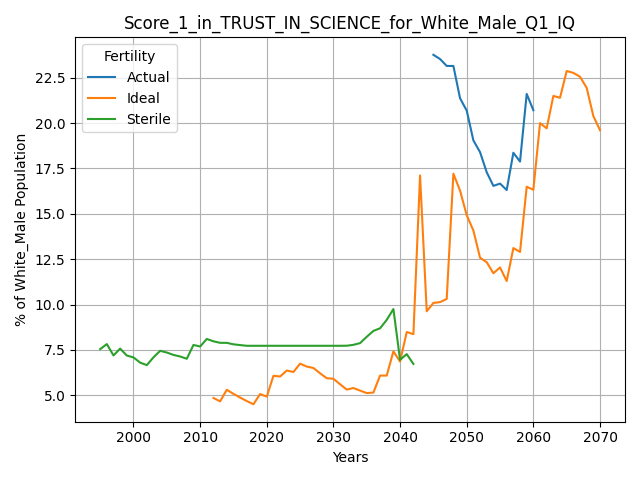 Score_1_in_TRUST_IN_SCIENCE_for_White_Male_Q1_IQ
Fertility
Actual
Ideal
Sterile
% of White_Male Population
22.5
20.0
17.5
15.0
12.5
10.0
7.5
5.0
2000 2010 2020 2030 2040 2050 2060 2070
Years